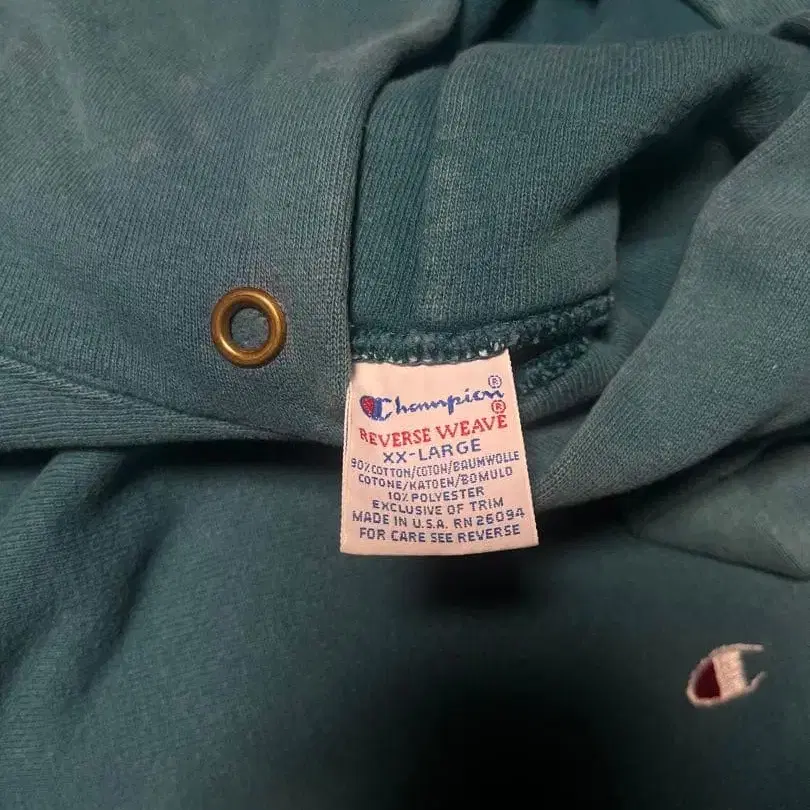 Champion®
REVERSE WEAVE®
XX-LARGE
90% COTTON/COTON/BAUMWOLLE
COTONE/KATOEN/BOMULD
10% POLYESTER
EXCLUSIVE OF TRIM
MADE IN U.S.A. RN 26094
FOR CARE SEE REVERSE
C